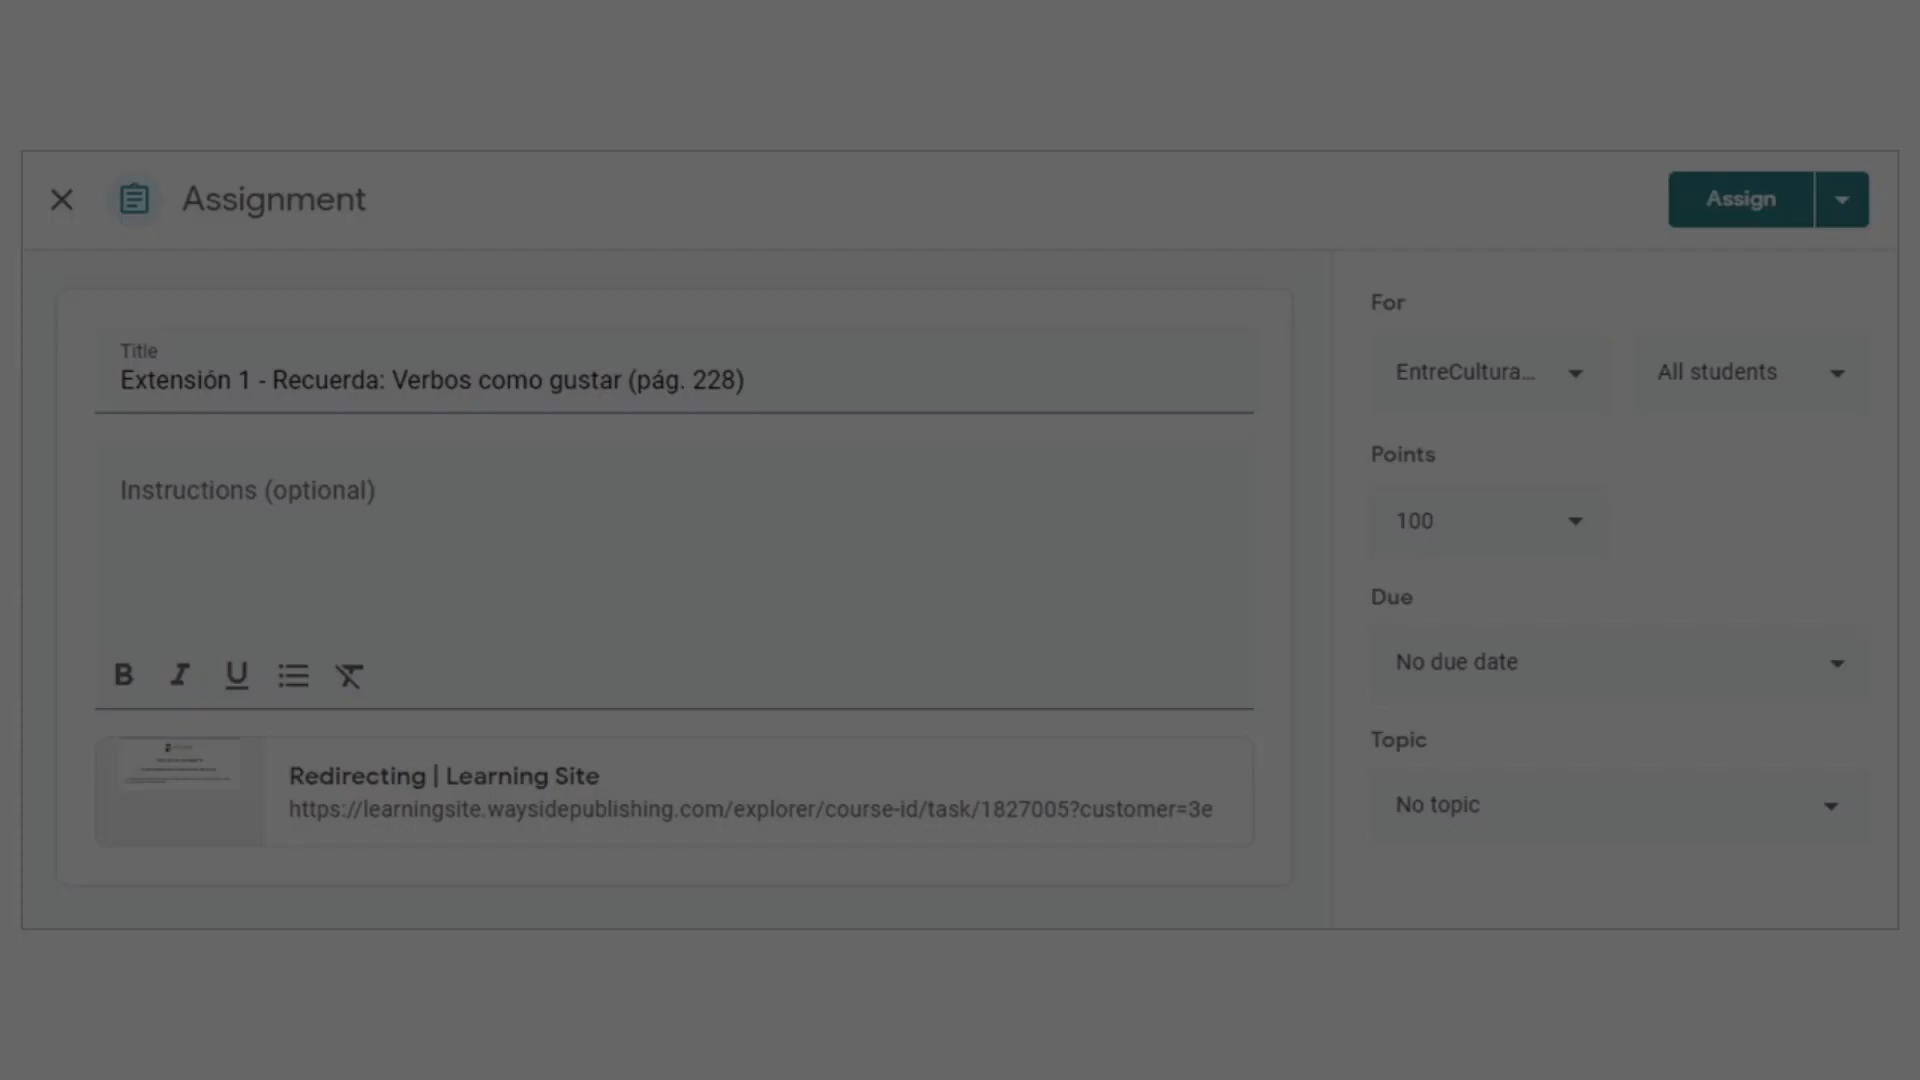 Assignment
Assign
Title
Extensión 1 - Recuerda: Verbos como gustar (pág. 228)
Instructions (optional)
B I U
Redirecting | Learning Site
https://learningsite.waysidepublishing.com/explorer/course-id/task/1827005?customer=3e
For
EntreCultura... All students
Points
100
Due
No due date
Topic
No topic